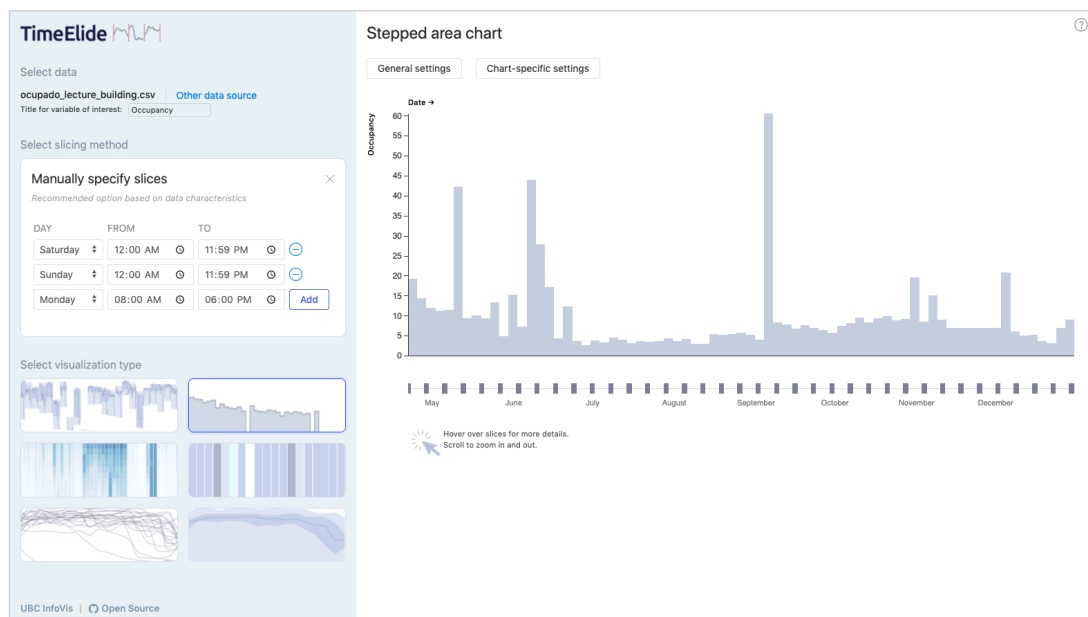 TimeElide
Select data
ocupado_lecture_building.csv Other data source
Title for variable of interest: Occupancy
Select slicing method
Manually specify slices
Recommended option based on data characteristics
DAY FROM TO
Saturday 12:00 AM 11:59 PM
Sunday 12:00 AM 11:59 PM
Monday 08:00 AM 06:00 PM Add
Select visualization type
UBC InfoVis | Open Source
Stepped area chart
?
General settings Chart-specific settings
Date →
Occupancy
60
55
50
45
40
35
30
25
20
15
10
5
0
May June July August September October November December
Hover over slices for more details.
Scroll to zoom in and out.